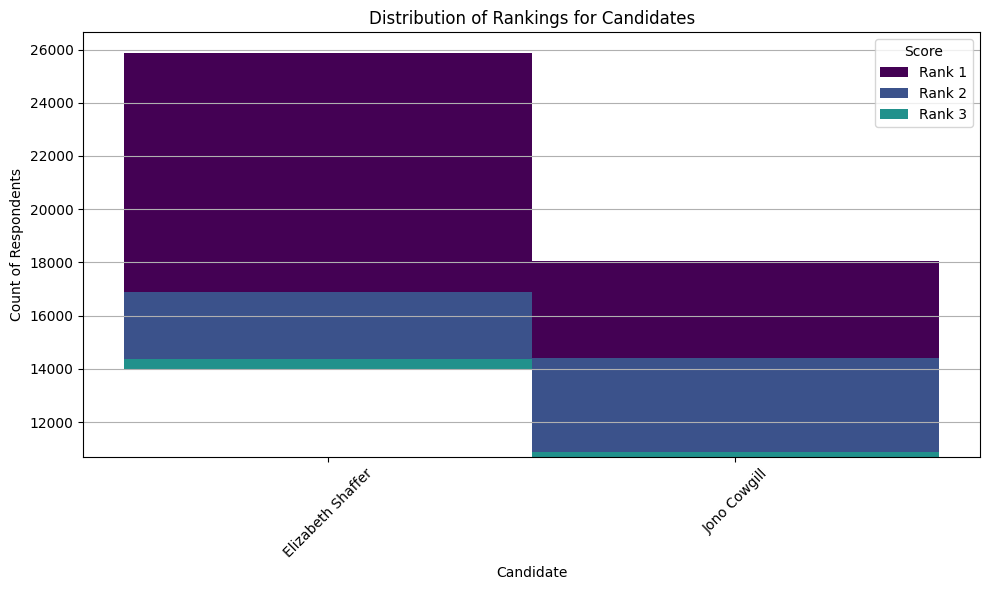 Distribution of Rankings for Candidates
Score
Rank 1
Rank 2
Rank 3
Count of Respondents
26000
24000
22000
20000
18000
16000
14000
12000
Elizabeth Shaffer
Jono Cowgill
Candidate